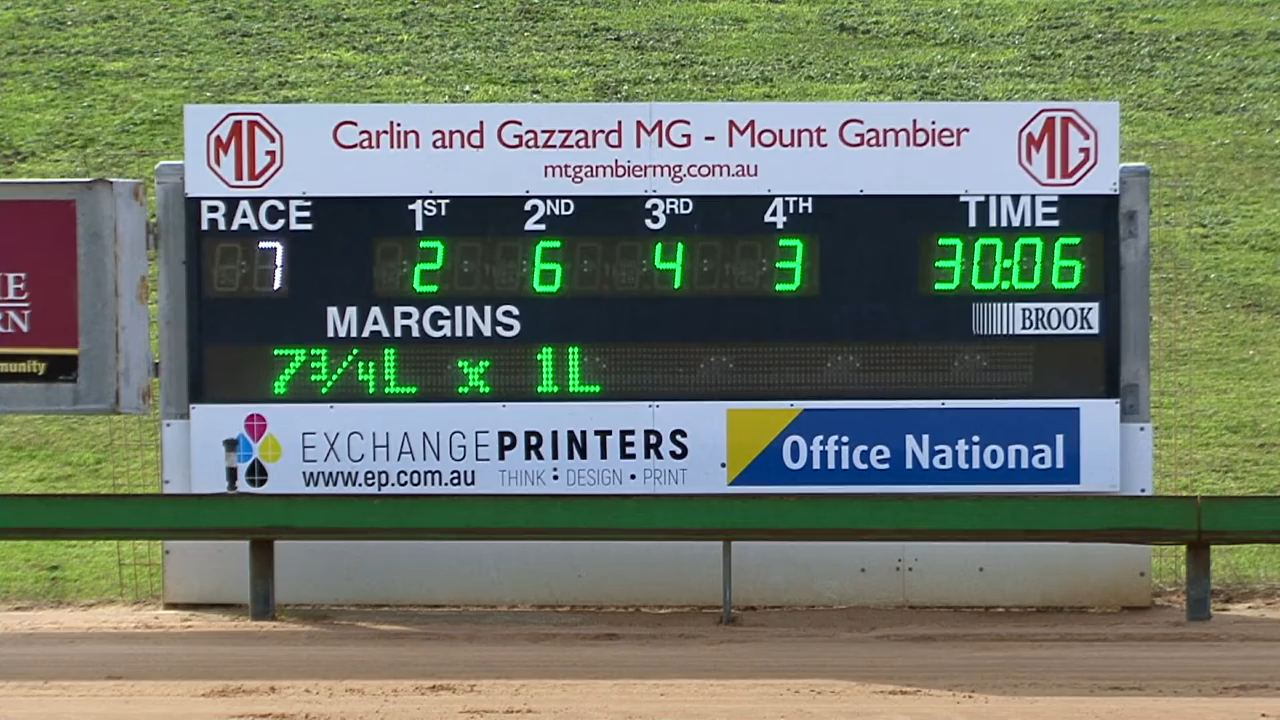 MG Carlin and Gazzard MG - Mount Gambier MG
mtgambiermg.com.au
RACE 1ST 2ND 3RD 4TH TIME
7 2 6 4 3 30:06
MARGINS
BROOK
7¾L x 1L
EXCHANGEPRINTERS
www.ep.com.au THINK : DESIGN • PRINT
Office National